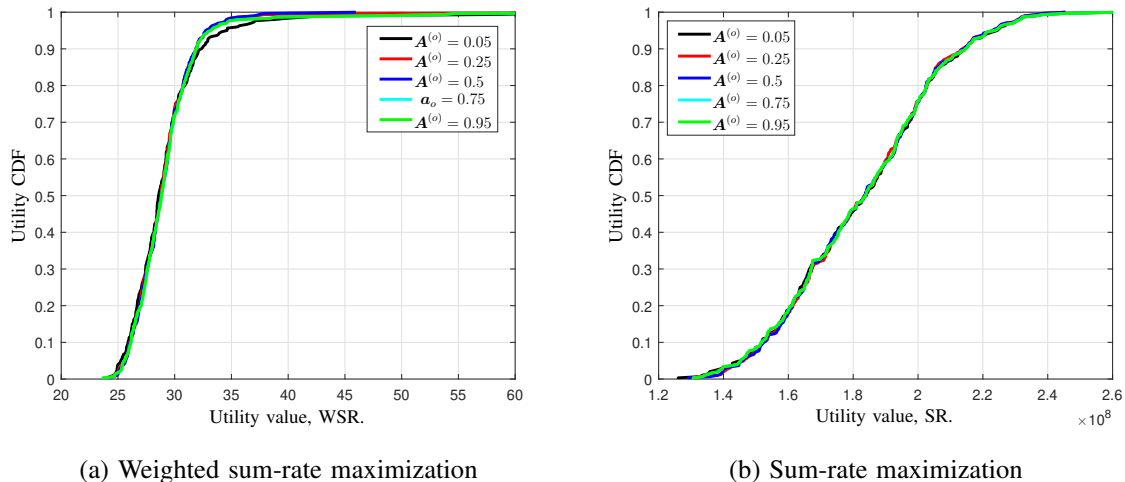 1
0.9
0.8
0.7
0.6
0.5
0.4
0.3
0.2
0.1
0
Utility CDF
20 25 30 35 40 45 50 55 60
Utility value, WSR.
A^(o) = 0.05
A^(o) = 0.25
A^(o) = 0.5
a_o = 0.75
A^(o) = 0.95
(a) Weighted sum-rate maximization
1
0.9
0.8
0.7
0.6
0.5
0.4
0.3
0.2
0.1
0
Utility CDF
1.2 1.4 1.6 1.8 2 2.2 2.4 2.6
Utility value, SR.
×10^8
A^(o) = 0.05
A^(o) = 0.25
A^(o) = 0.5
A^(o) = 0.75
A^(o) = 0.95
(b) Sum-rate maximization